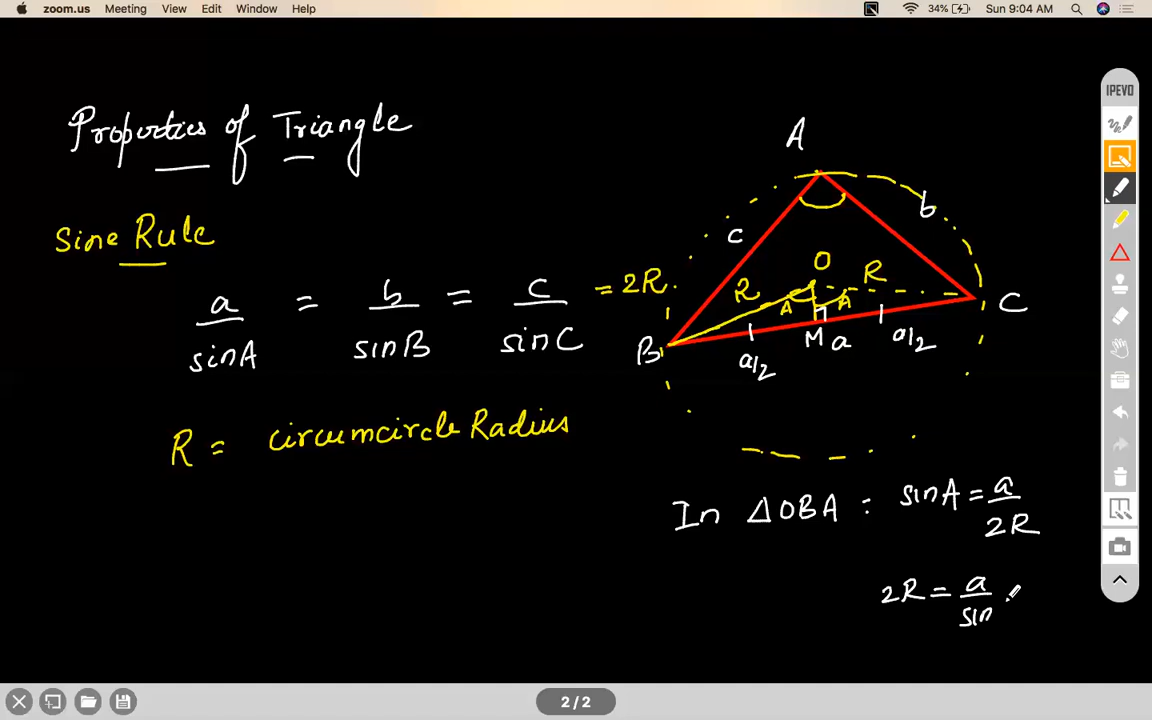 zoom.us Meeting View Edit Window Help 34% Sun 9:04 AM
IPEVO
Properties of Triangle
Sine Rule
a/sinA = b/sinB = c/sinC = 2R
R = circumcircle Radius
A
b
c
O
R R
A A
C
B
M a
a/2 a/2
In △OBA : sinA = a/2R
2R = a/sin
2 / 2